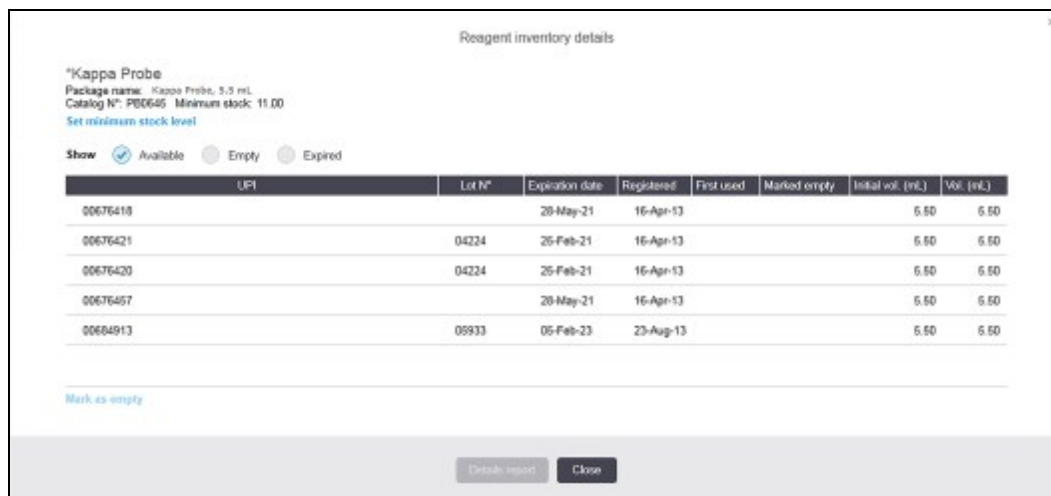 Reagent inventory details
*Kappa Probe
Package name: Kappa Probe, 5.5 mL
Catalog N°: PB0645 Minimum stock: 11.00
Set minimum stock level
Show Available Empty Expired
UPI Lot N° Expiration date Registered First used Marked empty Initial vol. (mL) Vol. (mL)
00676418 28-May-21 16-Apr-13 5.50 5.50
00676421 04224 26-Feb-21 16-Apr-13 5.50 5.50
00676420 04224 26-Feb-21 16-Apr-13 5.50 5.50
00676467 28-May-21 16-Apr-13 5.50 5.50
00684913 05933 05-Feb-23 23-Aug-13 5.50 5.50
Mark as empty
Details report Close